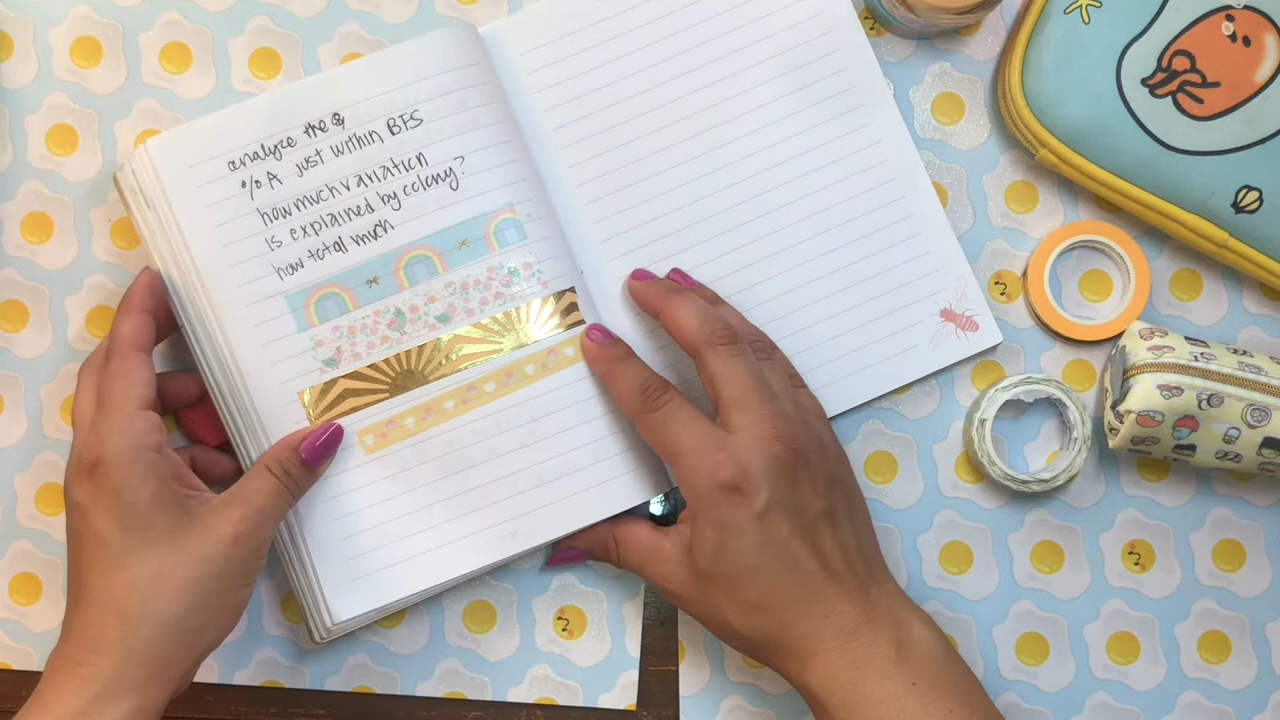 analyze the &
% A just within BFS
how much variation
is explained by colony?
how total much